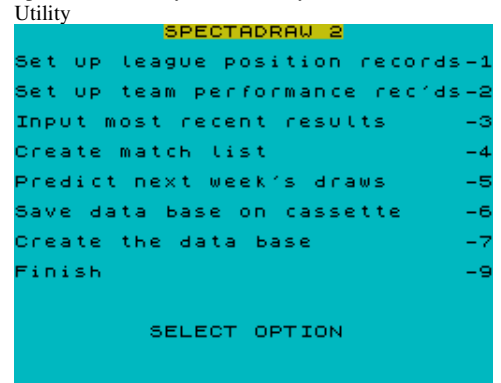 Utility
SPECTADRAW 2
Set up league position records-1
Set up team performance rec'ds-2
Input most recent results -3
Create match list -4
Predict next week's draws -5
Save data base on cassette -6
Create the data base -7
Finish -9
SELECT OPTION